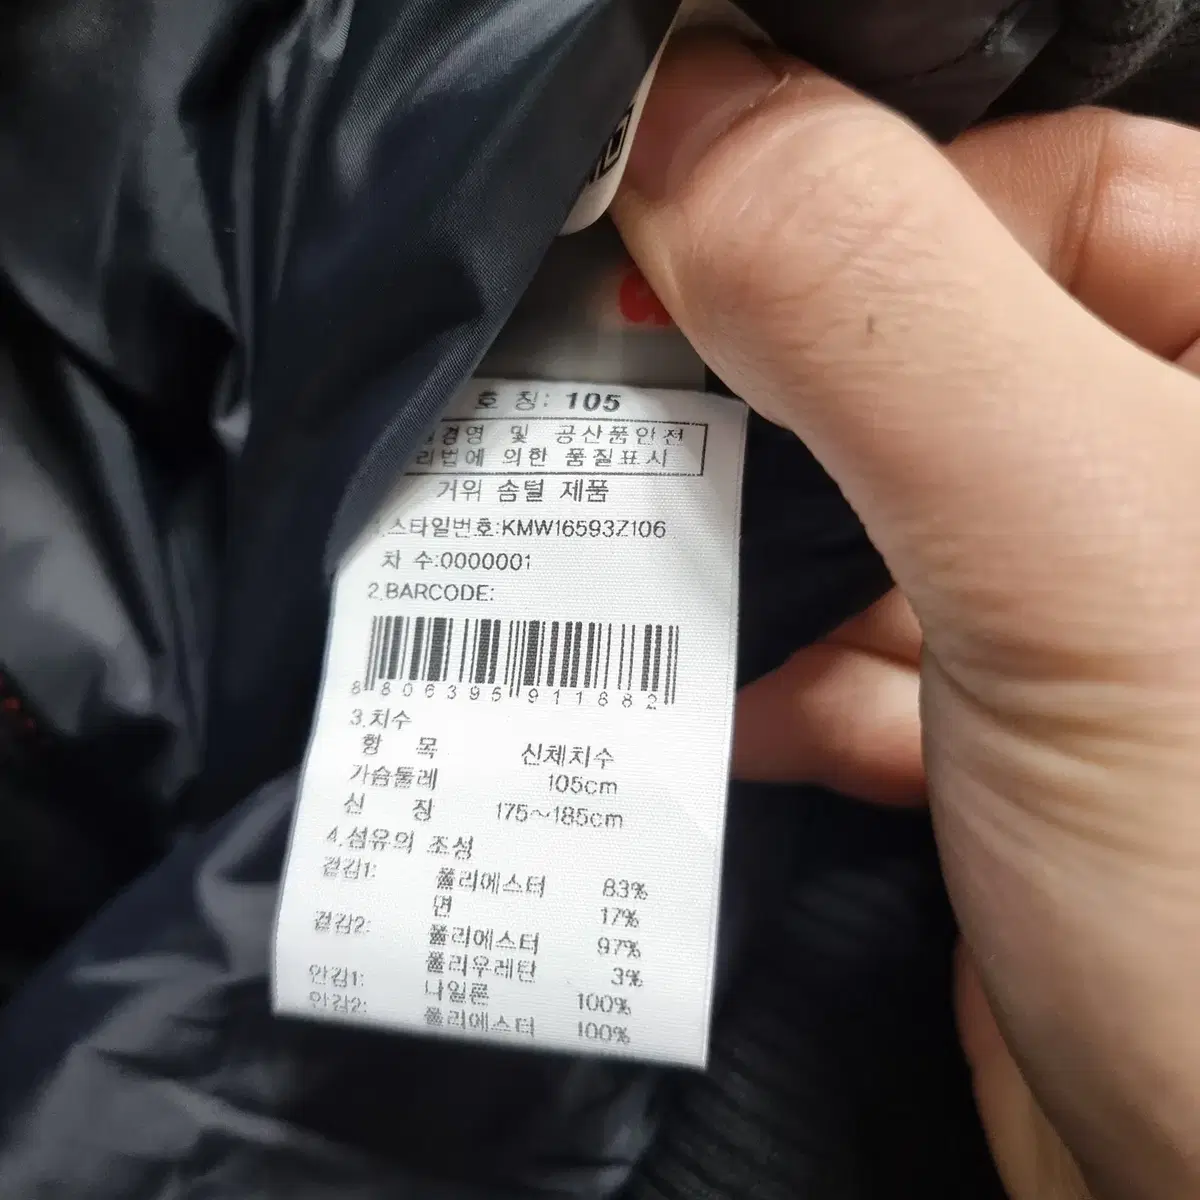 호 칭: 105
경영 및 공산품안전
리법에 의한 품질표시
거위 솜털 제품
스타일번호:KMW16593Z106
차 수:0000001
2.BARCODE:
8 806395 911882
3.치수
항 목 신체치수
가슴둘레 105cm
신 장 175~185cm
4.섬유의 조성
겉감1: 폴리에스터 83%
면 17%
겉감2: 폴리에스터 97%
폴리우레탄 3%
안감1: 나일론 100%
안감2: 폴리에스터 100%